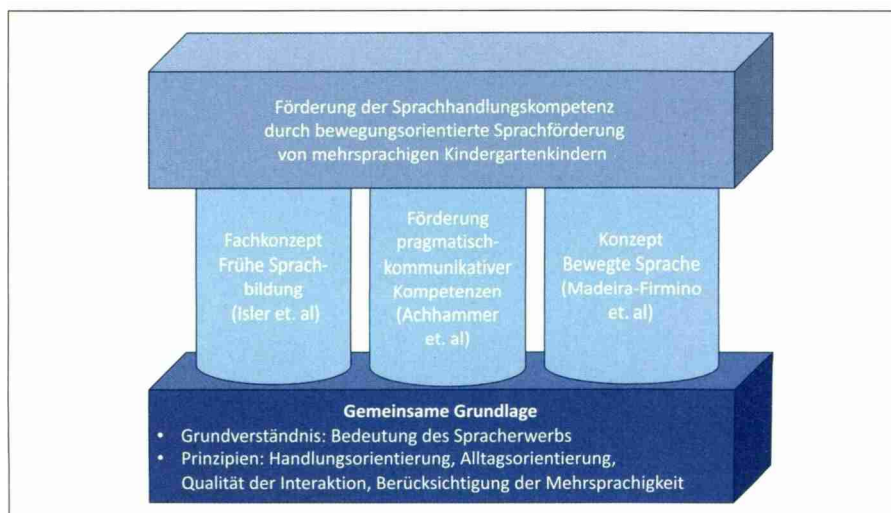 Förderung der Sprachhandlungskompetenz
durch bewegungsorientierte Sprachförderung
von mehrsprachigen Kindergartenkindern
Fachkonzept
Frühe Sprach-
bildung
(Isler et. al)
Förderung
pragmatisch-
kommunikativer
Kompetenzen
(Achhammer
et. al)
Konzept
Bewegte Sprache
(Madeira-Firmino
et. al)
Gemeinsame Grundlage
• Grundverständnis: Bedeutung des Spracherwerbs
• Prinzipien: Handlungsorientierung, Alltagsorientierung,
Qualität der Interaktion, Berücksichtigung der Mehrsprachigkeit